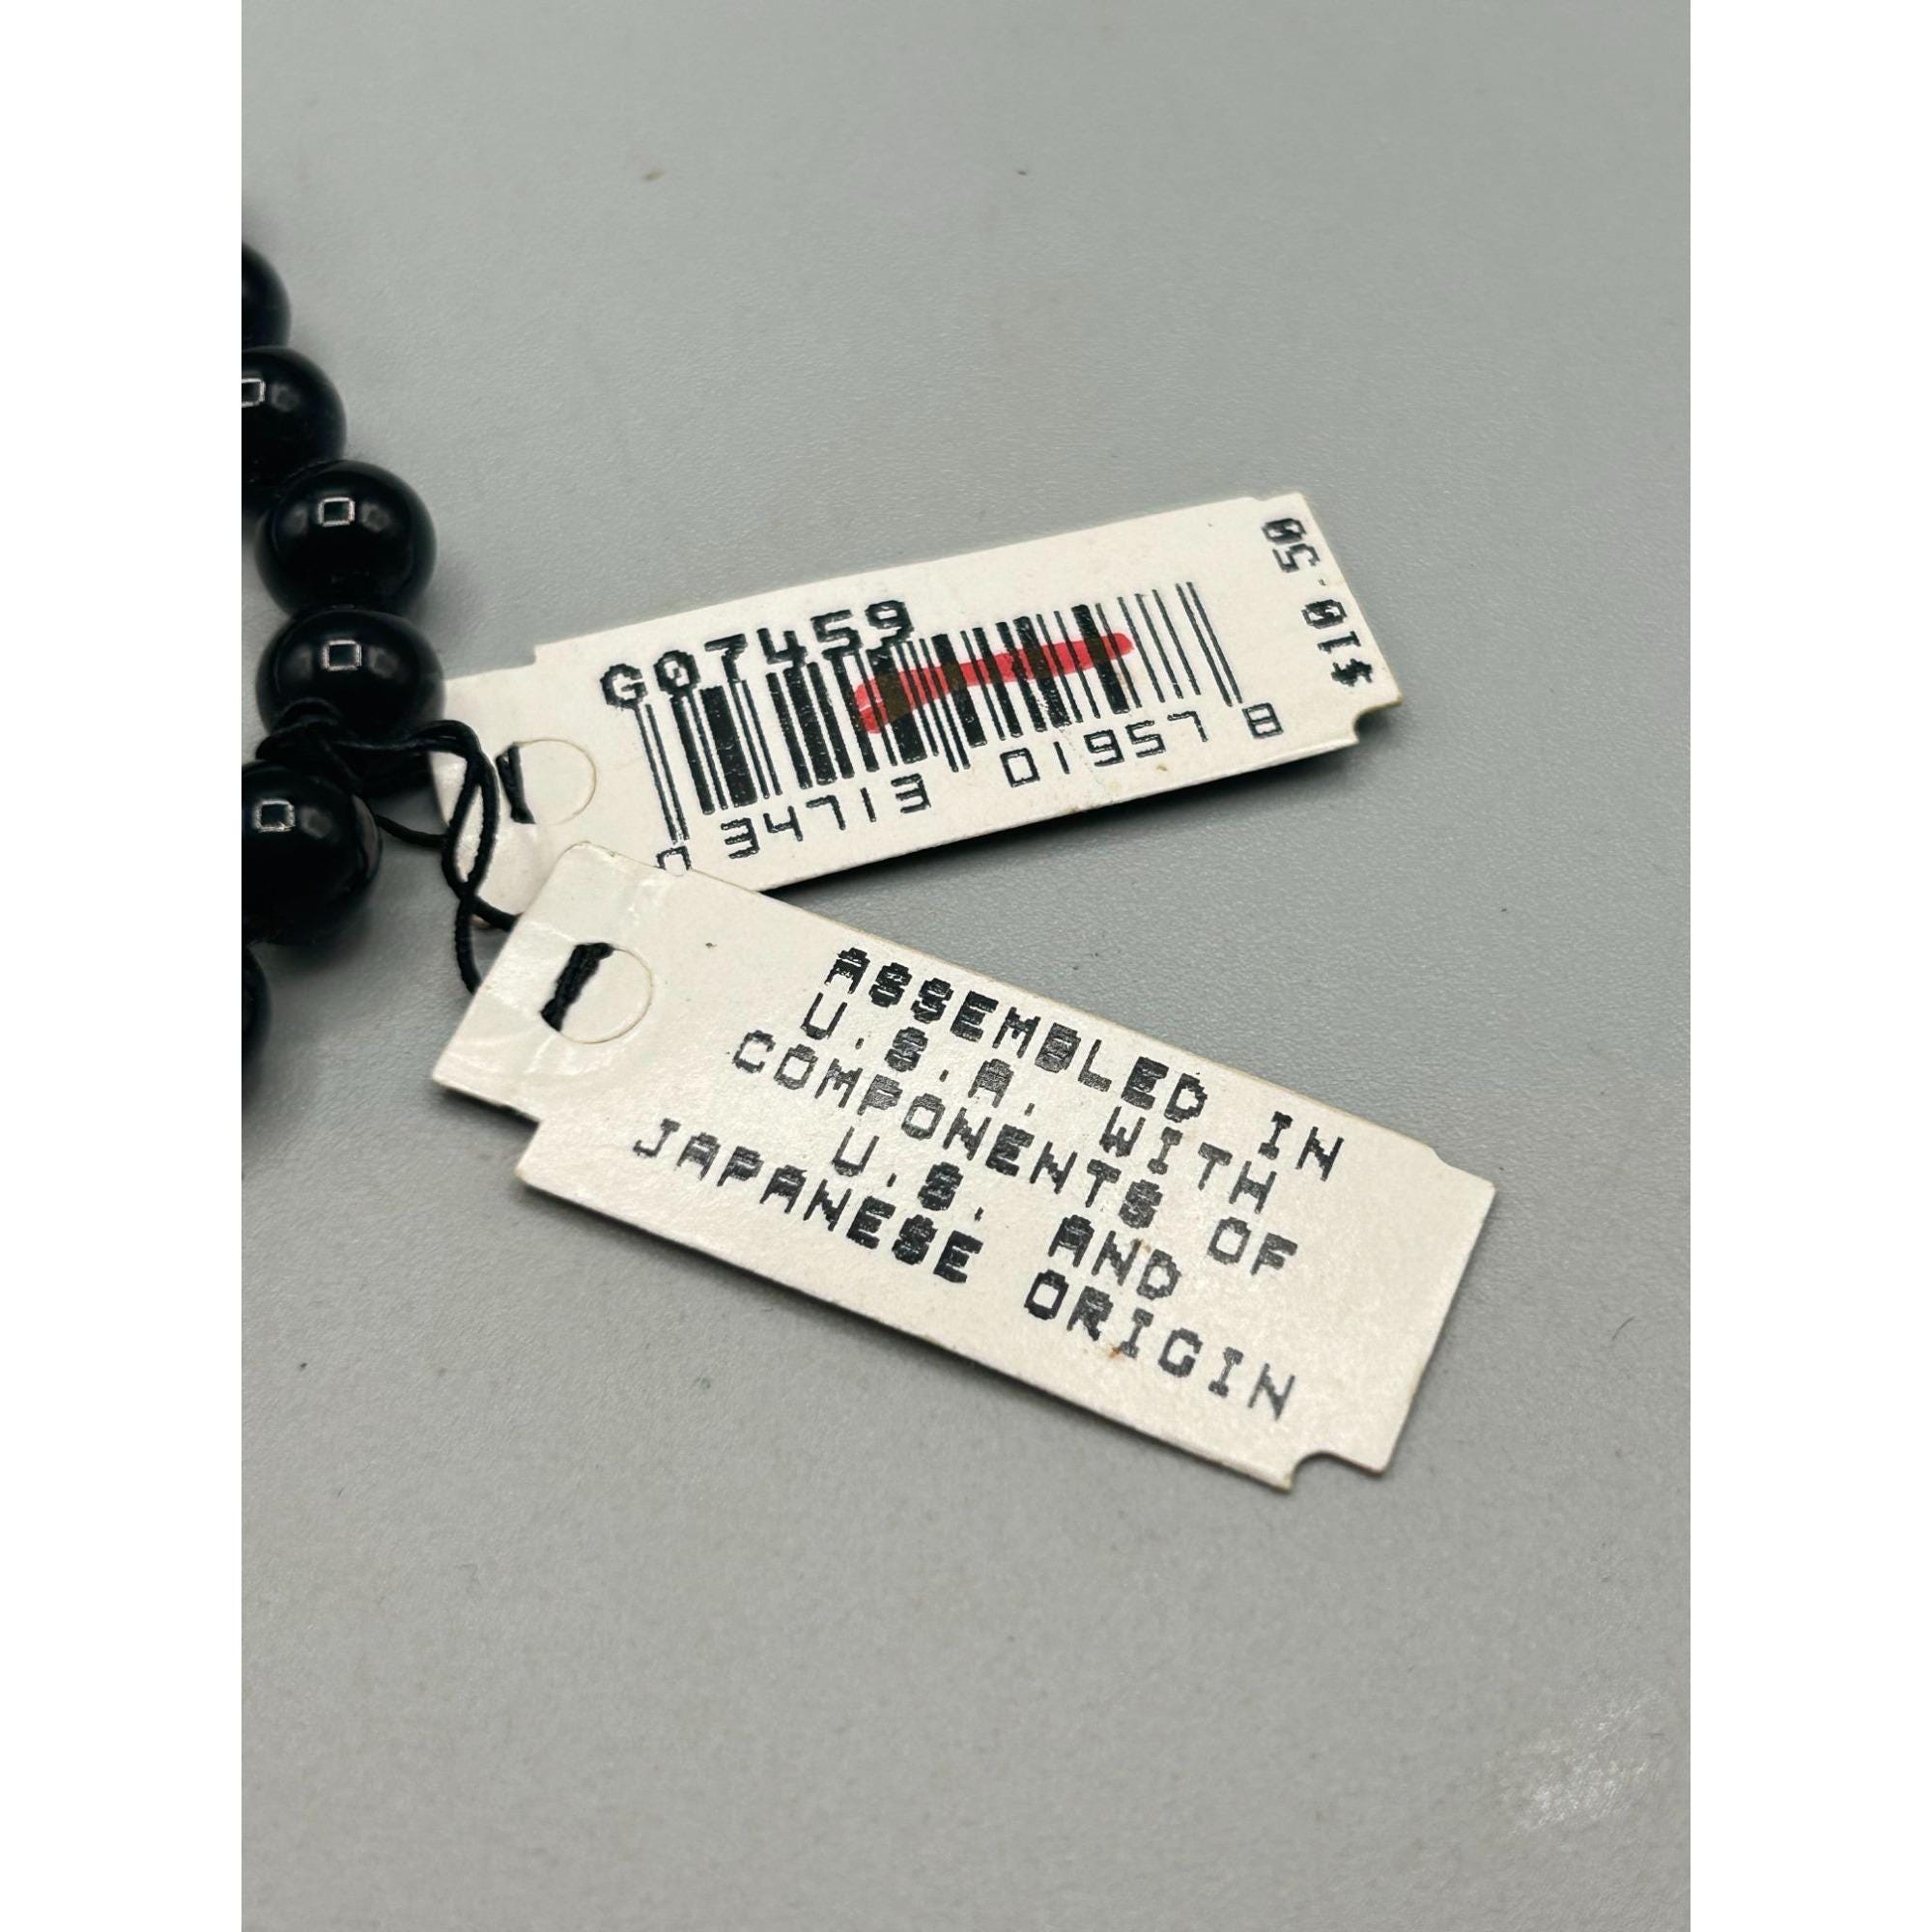 G07459
0 34713 01957 8
$10.50
ASSEMBLED IN
U.S.A. WITH
COMPONENTS OF
U.S. AND
JAPANESE ORIGIN